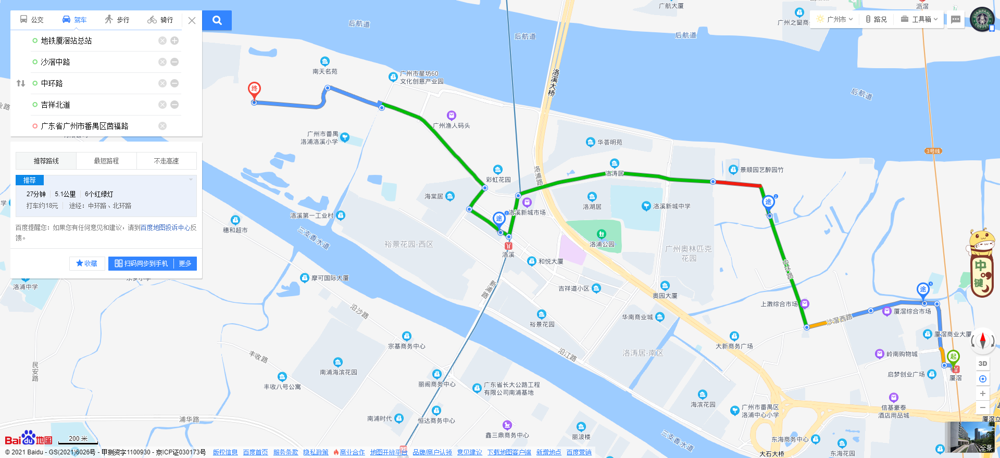 公交
驾车
步行
骑行
地铁厦滘站总站
沙滘中路
中环路
吉祥北道
广东省广州市番禺区茵福路
推荐路线
最短路程
不走高速
推荐
27分钟 5.1公里 6个红绿灯
打车约18元 途经：中环路、北环路
百度提醒您：如果您有任何意见和建议，请到百度地图投诉中心反
馈。
收藏
扫码同步到手机
更多
广州市
路况
工具箱
广航大厦
沥滘
广州之窗商务
后航道
后航道
后航道
后航道
洛溪大桥
南天名苑
广州市星坊60
文化创意产业园
终
广州渔人码头
广州市番禺
洛浦洛溪小学
华荟明苑
3号线
洛浦路
彩虹花园
洛涛居
景顺园艺醉园竹
海棠居
洛溪新城市场
洛湖居
洛溪新城中学
途
2
途
洛溪第一工业村
穗和超市
三支香水道
裕景花园-西区
洛溪
洛浦公园
广州奥林匹克
花园
和悦大厦
摩可国际大厦
洛浦中学
吉祥道小区
奥园大厦
新浦路
沿沙路
裕景花园
华南商业城
上漖综合市场
沙滘西路
途
1
厦滘综合市场
厦滘商业大厦
宗基商务中心
丰收路
南浦海滨花园
民安路
沿江路
洛涛居-南区
大新商务广场
岭南购物城
起
厦滘
启梦创业广场
丰收八号公寓
丽阁商务中心
广东省长大公路工程
有限公司南浦基地
海滨花园
广州市番禺区
洛浦中心小学
信基豪泰
酒店用品城
浦华路
南浦时代
恒达商务中心
鑫三鼎商务中心
丽波楼
三支香水道
东海商务中心
东海花园
大石大桥
厦滘立
中
键
3D
全景
Bai 地图
200 米
© 2021 Baidu - GS(2021)6026号 - 甲测资字1100930 - 京ICP证030173号 版权信息 百度首页 服务条款 隐私政策 商业合作 地图开放平台 品牌/商户认领 意见建议 下载地图客户端 新增地点 百度营销